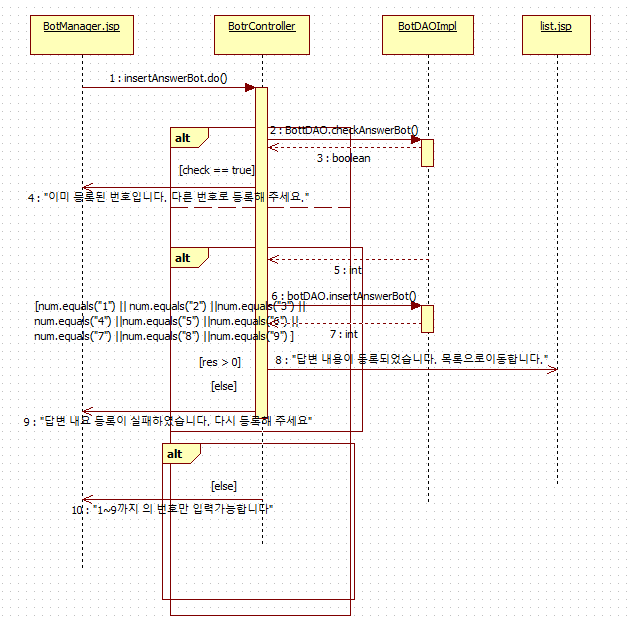 BotManager.jsp
BotrController
BotDAOImpl
list.jsp
1 : insertAnswerBot.do()
alt
2 : BottDAO.checkAnswerBot()
3 : boolean
[check == true]
4 : "이미 등록된 번호입니다. 다른 번호로 등록해 주세요."
alt
5 : int
6 : botDAO.insertAnswerBot()
[num.equals("1") || num.equals("2") ||num.equals("3") ||
num.equals("4") ||num.equals("5") ||num.equals("6") ||
num.equals("7") ||num.equals("8") ||num.equals("9") ]
7 : int
[res > 0]
8 : "답변 내용이 등록되었습니다. 목록으로이동합니다."
[else]
9 : "답변 내요 등록이 실패하였습니다. 다시 등록해 주세요"
alt
[else]
10 : "1~9까지 의 번호만 입력가능합니다"